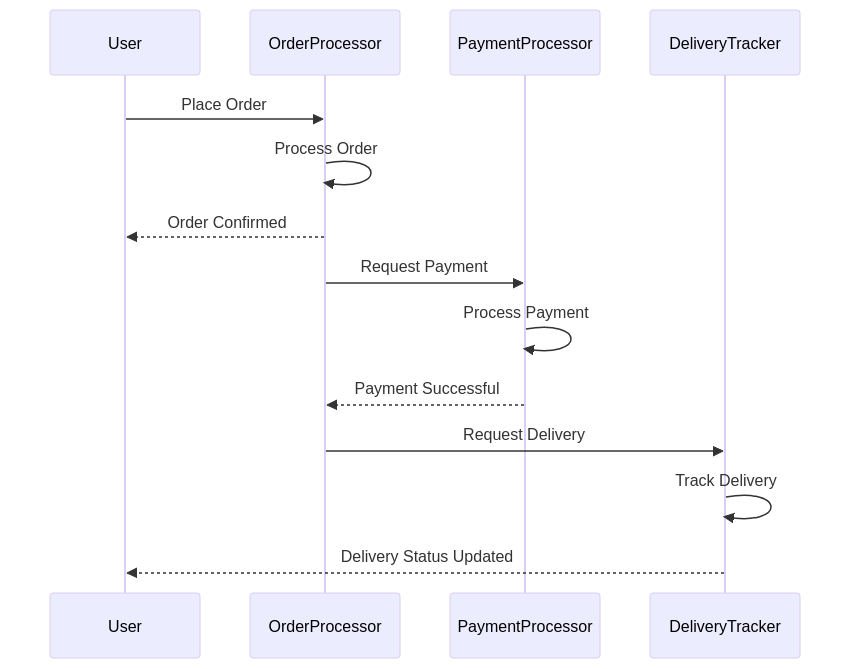 User
OrderProcessor
PaymentProcessor
DeliveryTracker
Place Order
Process Order
Order Confirmed
Request Payment
Process Payment
Payment Successful
Request Delivery
Track Delivery
Delivery Status Updated
User
OrderProcessor
PaymentProcessor
DeliveryTracker